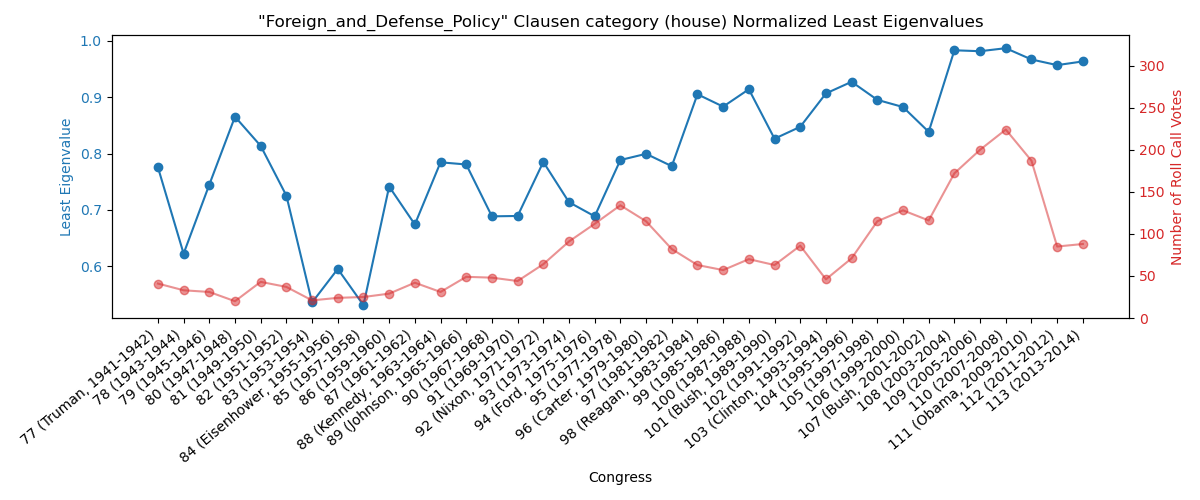 "Foreign_and_Defense_Policy" Clausen category (house) Normalized Least Eigenvalues
1.0
0.9
0.8
0.7
0.6
Least Eigenvalue
300
250
200
150
100
50
0
Number of Roll Call Votes
77 (Truman, 1941-1942)
78 (1943-1944)
79 (1945-1946)
80 (1947-1948)
81 (1949-1950)
82 (1951-1952)
83 (1953-1954)
84 (Eisenhower, 1955-1956)
85 (1957-1958)
86 (1959-1960)
87 (1961-1962)
88 (Kennedy, 1963-1964)
89 (Johnson, 1965-1966)
90 (1967-1968)
91 (1969-1970)
92 (Nixon, 1971-1972)
93 (1973-1974)
94 (Ford, 1975-1976)
95 (1977-1978)
96 (Carter, 1979-1980)
97 (1981-1982)
98 (Reagan, 1983-1984)
99 (1985-1986)
100 (1987-1988)
101 (Bush, 1989-1990)
102 (1991-1992)
103 (Clinton, 1993-1994)
104 (1995-1996)
105 (1997-1998)
106 (1999-2000)
107 (Bush, 2001-2002)
108 (2003-2004)
109 (2005-2006)
110 (2007-2008)
111 (Obama, 2009-2010)
112 (2011-2012)
113 (2013-2014)
Congress